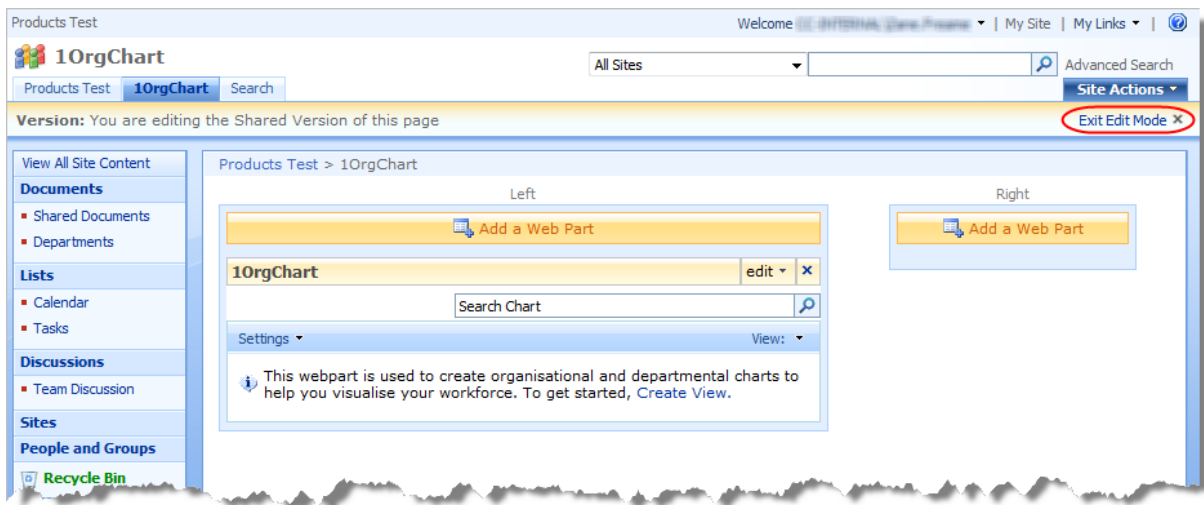 Products Test
Welcome
My Site | My Links |
1OrgChart
All Sites
Advanced Search
Products Test 1OrgChart Search
Site Actions
Version: You are editing the Shared Version of this page
Exit Edit Mode
View All Site Content
Documents
Shared Documents
Departments
Lists
Calendar
Tasks
Discussions
Team Discussion
Sites
People and Groups
Recycle Bin
Products Test > 1OrgChart
Left
Add a Web Part
1OrgChart
edit
Search Chart
Settings
View:
This webpart is used to create organisational and departmental charts to
help you visualise your workforce. To get started, Create View.
Right
Add a Web Part